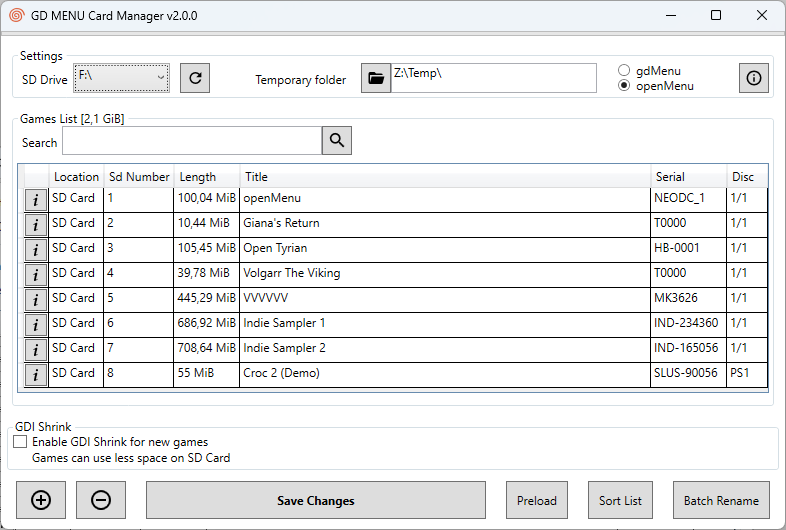 GD MENU Card Manager v2.0.0
Settings
SD Drive F:\ Temporary folder Z:\Temp\ gdMenu
openMenu
Games List [2,1 GiB]
Search
Location Sd Number Length Title Serial Disc
i SD Card 1 100,04 MiB openMenu NEODC_1 1/1
i SD Card 2 10,44 MiB Giana's Return T0000 1/1
i SD Card 3 105,45 MiB Open Tyrian HB-0001 1/1
i SD Card 4 39,78 MiB Volgarr The Viking T0000 1/1
i SD Card 5 445,29 MiB VVVVVV MK3626 1/1
i SD Card 6 686,92 MiB Indie Sampler 1 IND-234360 1/1
i SD Card 7 708,64 MiB Indie Sampler 2 IND-165056 1/1
i SD Card 8 55 MiB Croc 2 (Demo) SLUS-90056 PS1
GDI Shrink
Enable GDI Shrink for new games
Games can use less space on SD Card
Save Changes Preload Sort List Batch Rename